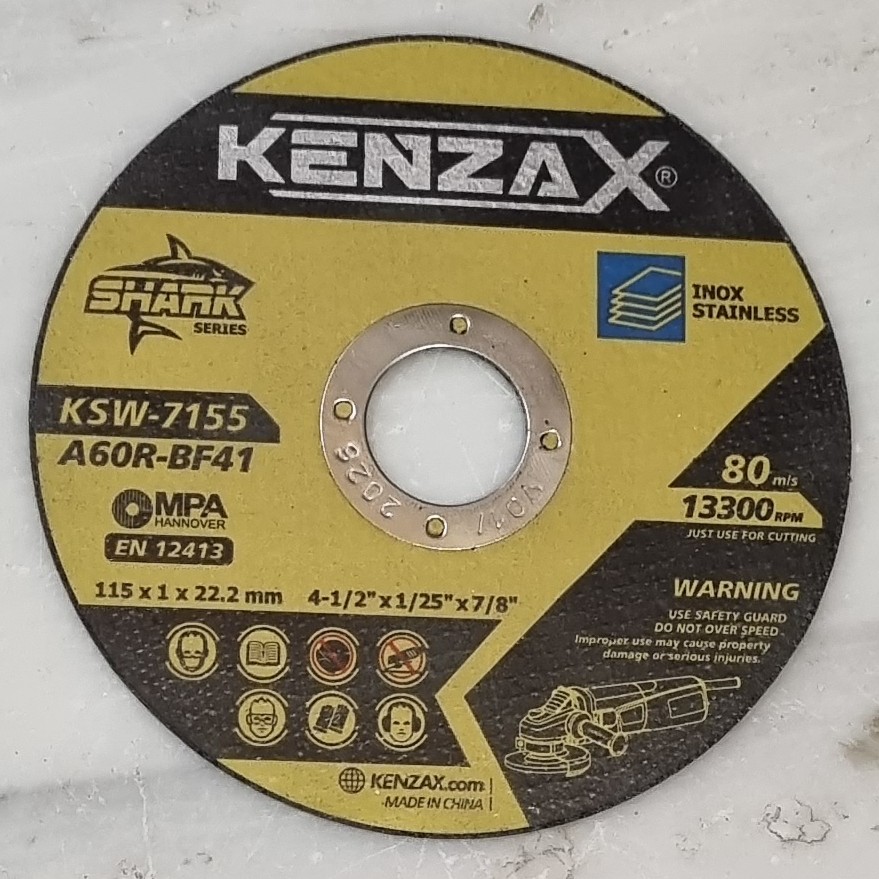 KENZAX®
SHARK
SERIES
INOX
STAINLESS
KSW-7155
A60R-BF41
MPA
HANNOVER
EN 12413
80 m/s
13300 RPM
JUST USE FOR CUTTING
115 x 1 x 22.2 mm 4-1/2"x1/25"x7/8"
WARNING
USE SAFETY GUARD
DO NOT OVER SPEED
Improper use may cause property
damage or serious injuries.
KENZAX.com
MADE IN CHINA